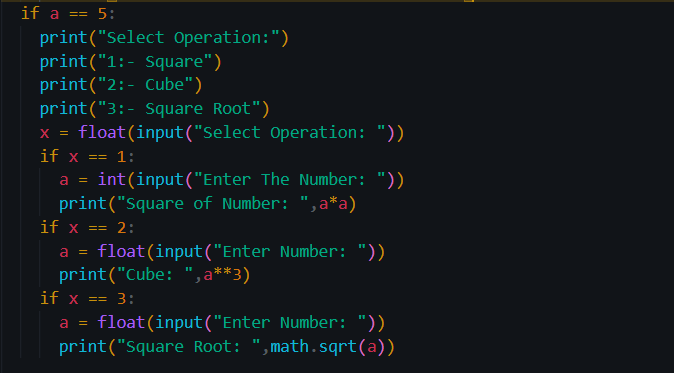 if a == 5:
print("Select Operation:")
print("1:- Square")
print("2:- Cube")
print("3:- Square Root")
x = float(input("Select Operation: "))
if x == 1:
a = int(input("Enter The Number: "))
print("Square of Number: ",a*a)
if x == 2:
a = float(input("Enter Number: "))
print("Cube: ",a**3)
if x == 3:
a = float(input("Enter Number: "))
print("Square Root: ",math.sqrt(a))